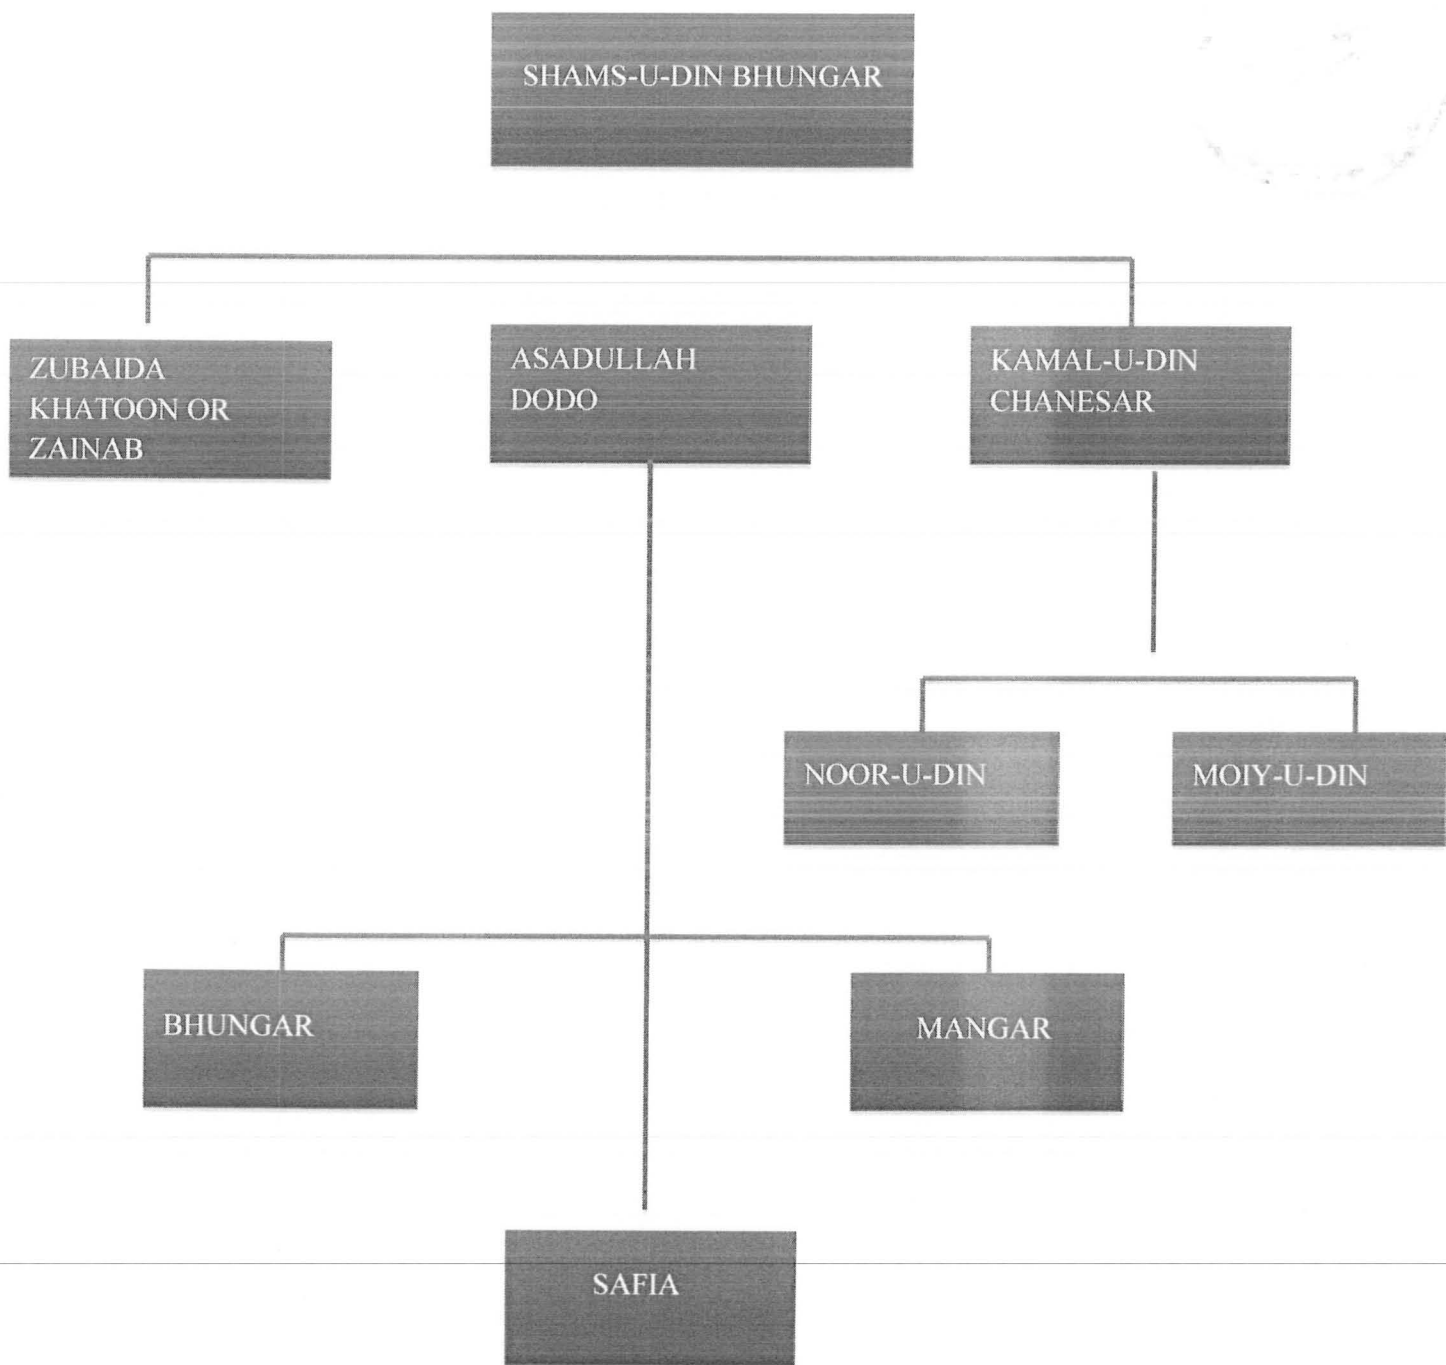 SHAMS-U-DIN BHUNGAR
ZUBAIDA
KHATOON OR
ZAINAB
ASADULLAH
DODO
KAMAL-U-DIN
CHANESAR
NOOR-U-DIN
MOIY-U-DIN
BHUNGAR
MANGAR
SAFIA